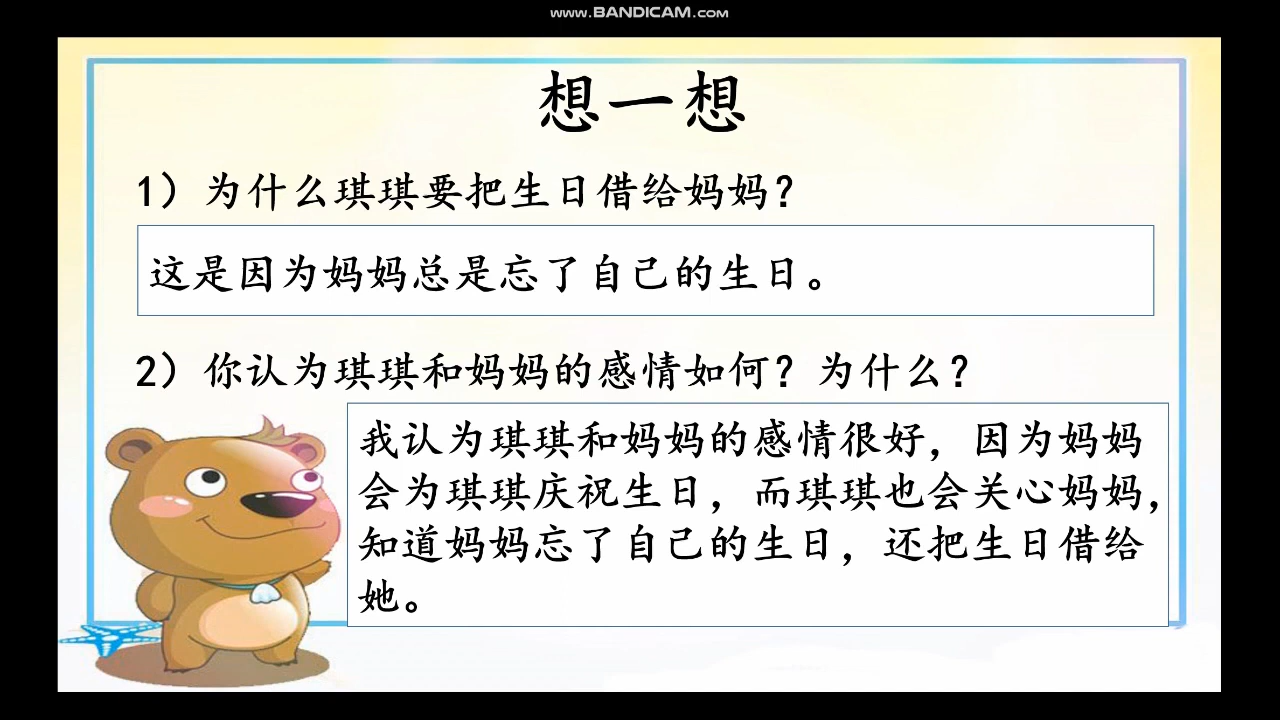 www.BANDICAM.com
想一想
1）为什么琪琪要把生日借给妈妈？
这是因为妈妈总是忘了自己的生日。
2）你认为琪琪和妈妈的感情如何？为什么？
我认为琪琪和妈妈的感情很好，因为妈妈
会为琪琪庆祝生日，而琪琪也会关心妈妈，
知道妈妈忘了自己的生日，还把生日借给
她。